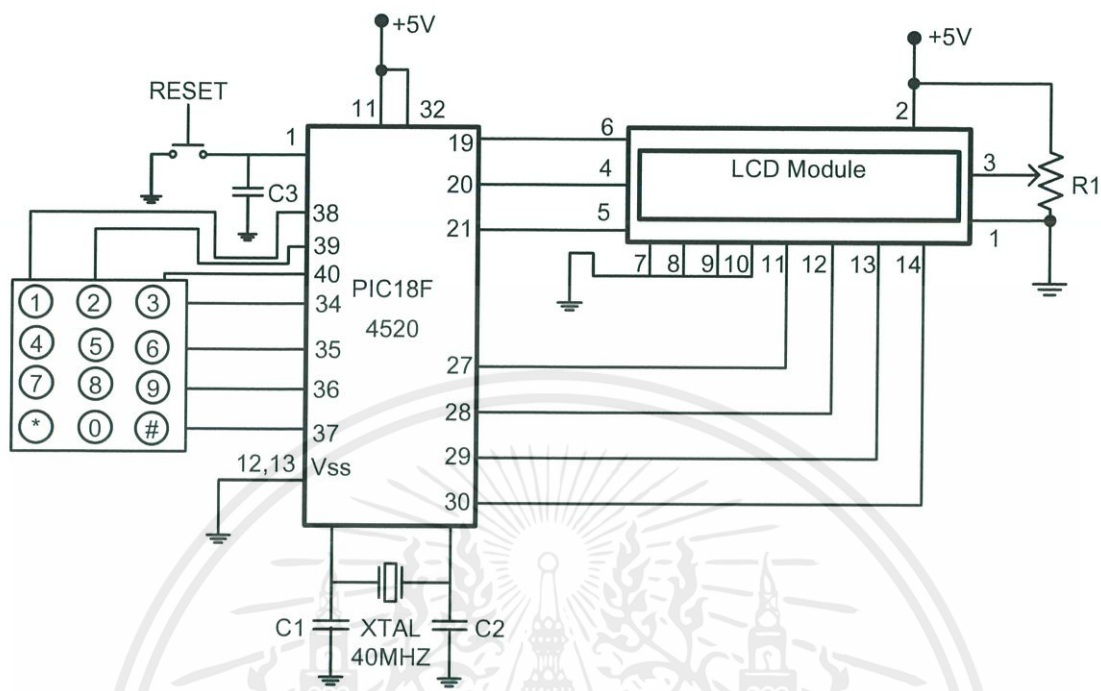 +5V
+5V
RESET
11 32
2
1
19
6
LCD Module
3
C3
20
4
R1
38
21
5
1
39
7 8 9 10 11 12 13 14
40
1 2 3
34
PIC18F
4520
4 5 6
35
7 8 9
36
27
* 0 #
37
28
12,13 Vss
29
30
C1 XTAL C2
40MHZ